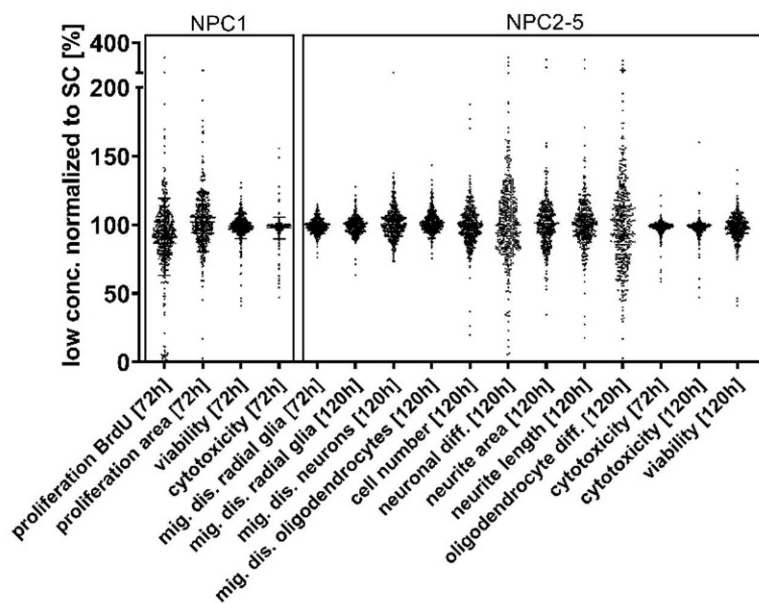 NPC1
NPC2-5
low conc. normalized to SC [%]
400
200
150
100
50
0
proliferation BrdU [72h]
proliferation area [72h]
viability [72h]
cytotoxicity [72h]
mig. dis. radial glia [72h]
mig. dis. radial glia [120h]
mig. dis. neurons [120h]
mig. dis. oligodendrocytes [120h]
cell number [120h]
neuronal diff. [120h]
neurite area [120h]
neurite length [120h]
oligodendrocyte diff. [120h]
cytotoxicity [72h]
cytotoxicity [120h]
viability [120h]